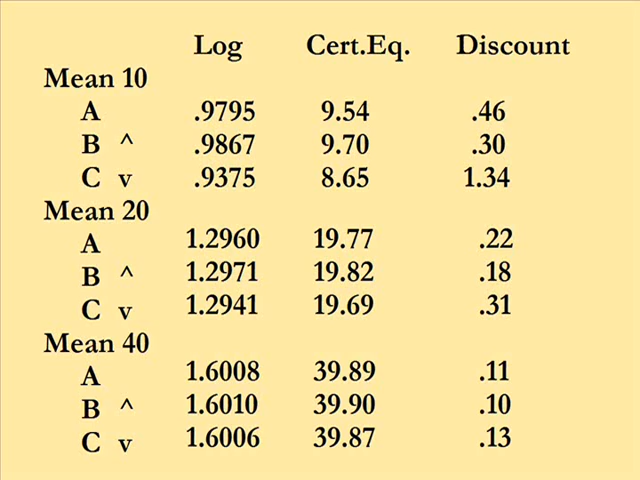 Log Cert.Eq. Discount
Mean 10
A .9795 9.54 .46
B ^ .9867 9.70 .30
C v .9375 8.65 1.34
Mean 20
A 1.2960 19.77 .22
B ^ 1.2971 19.82 .18
C v 1.2941 19.69 .31
Mean 40
A 1.6008 39.89 .11
B ^ 1.6010 39.90 .10
C v 1.6006 39.87 .13